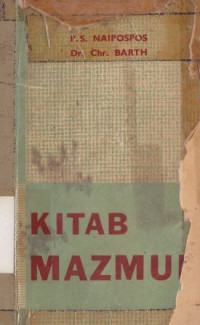 P.S. NAIPOSPOS
Dr. Chr. BARTH
KITAB
MAZMU